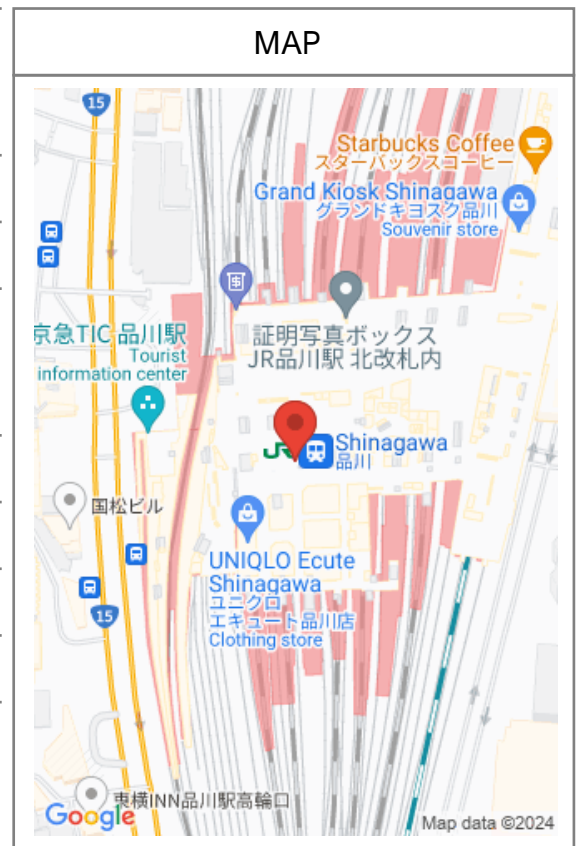 MAP
15
Starbucks Coffee
スターバックスコーヒー
Grand Kiosk Shinagawa
グランドキヨスク品川
Souvenir store
証明写真ボックス
JR品川駅 北改札内
京急TIC 品川駅
Tourist
information center
JR
Shinagawa
品川
国松ビル
UNIQLO Ecute
Shinagawa
ユニクロ
エキュート品川店
Clothing store
15
東横INN品川駅高輪口
Google
Map data ©2024